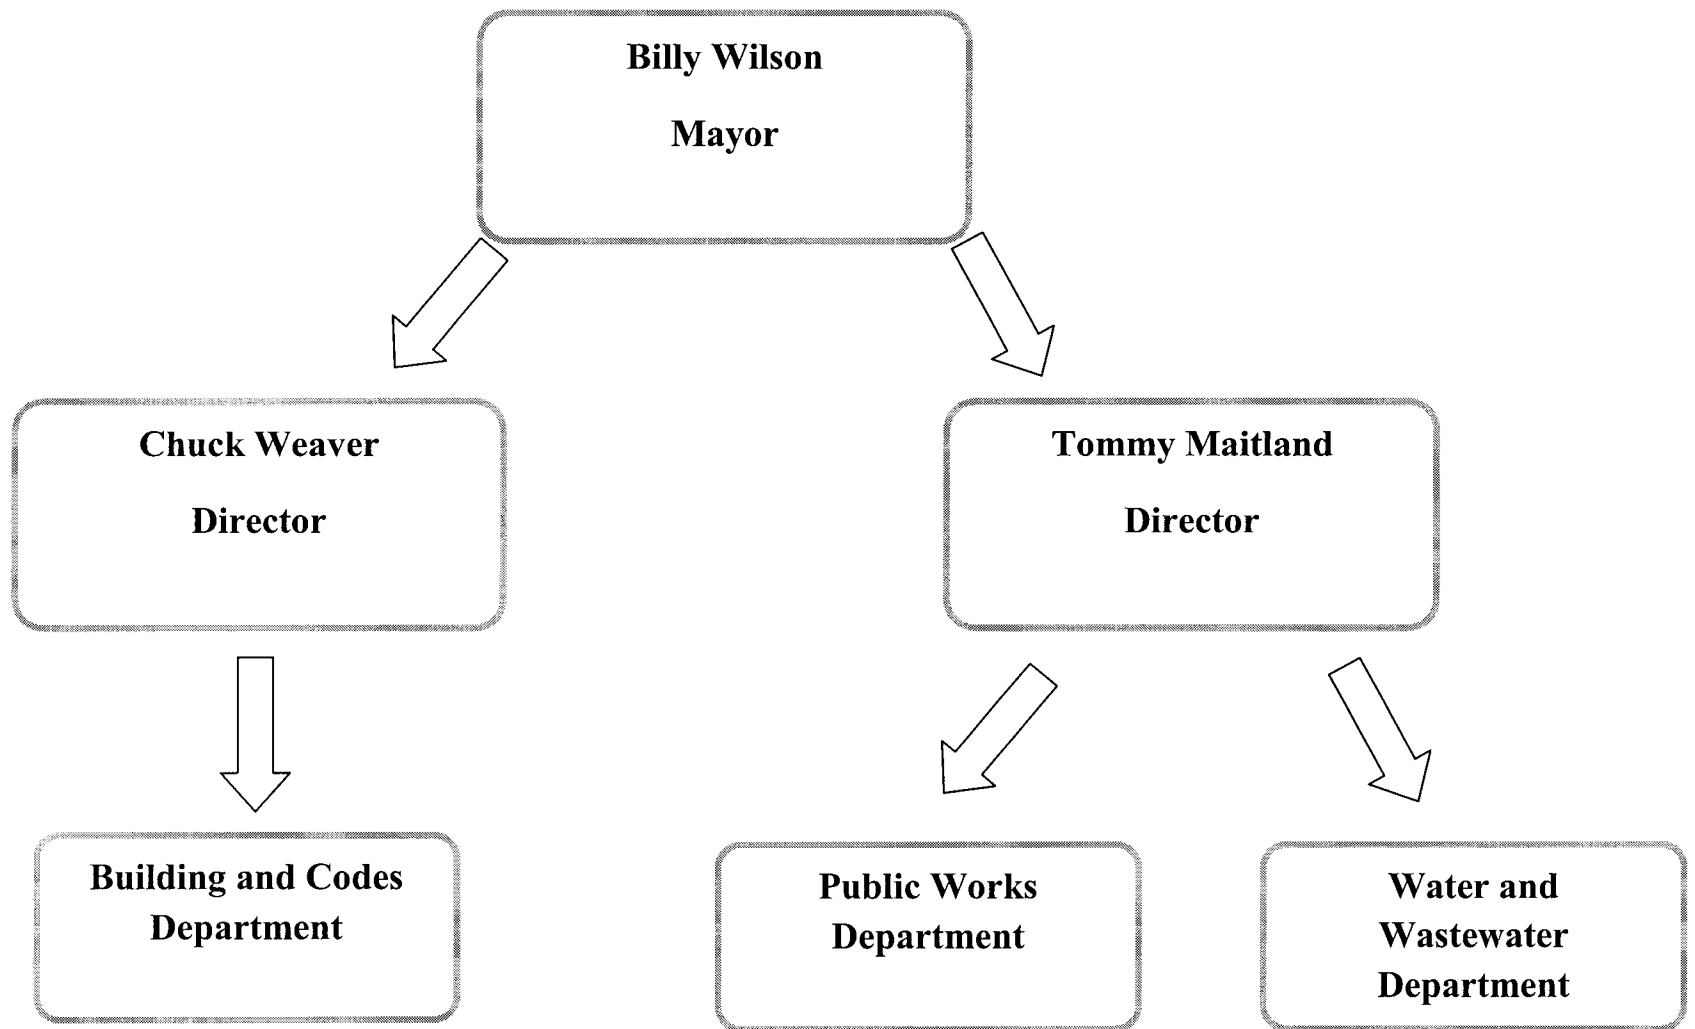 Billy Wilson
Mayor
Chuck Weaver
Director
Tommy Maitland
Director
Building and Codes
Department
Public Works
Department
Water and
Wastewater
Department